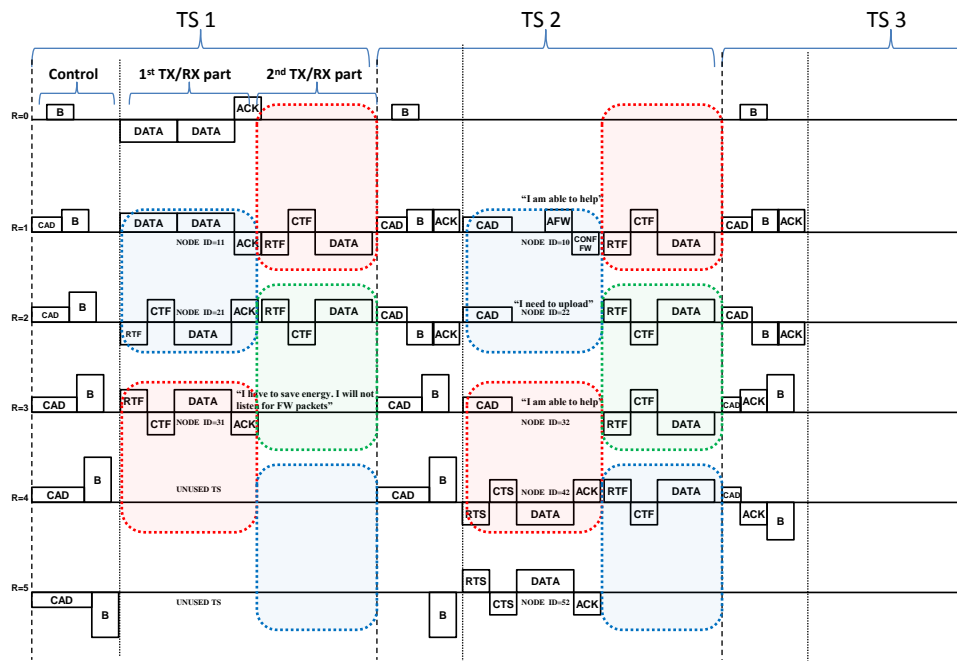 TS 1 TS 2 TS 3
Control 1st TX/RX part 2nd TX/RX part
R=0 B DATA DATA ACK B B
"I am able to help"
R=1 CAD B DATA DATA CTF CAD B ACK CAD AFW CTF CAD B ACK
NODE ID=11 ACK RTF DATA NODE ID=10 CONF FW RTF DATA
R=2 CAD B CTF NODE ID=21 ACK RTF DATA CAD CAD "I need to upload" NODE ID=22 RTF DATA CAD
RTF DATA CTF B ACK CTF B ACK
R=3 CAD B RTF DATA "I have to save energy. I will not listen for FW packets" CAD B CAD "I am able to help" CTF CAD ACK B
CTF NODE ID=31 ACK NODE ID=32 RTF DATA
R=4 CAD B UNUSED TS CAD B CTS NODE ID=42 ACK RTF DATA CAD
RTS DATA CTF ACK B
R=5 RTS DATA
CAD B UNUSED TS B CTS NODE ID=52 ACK